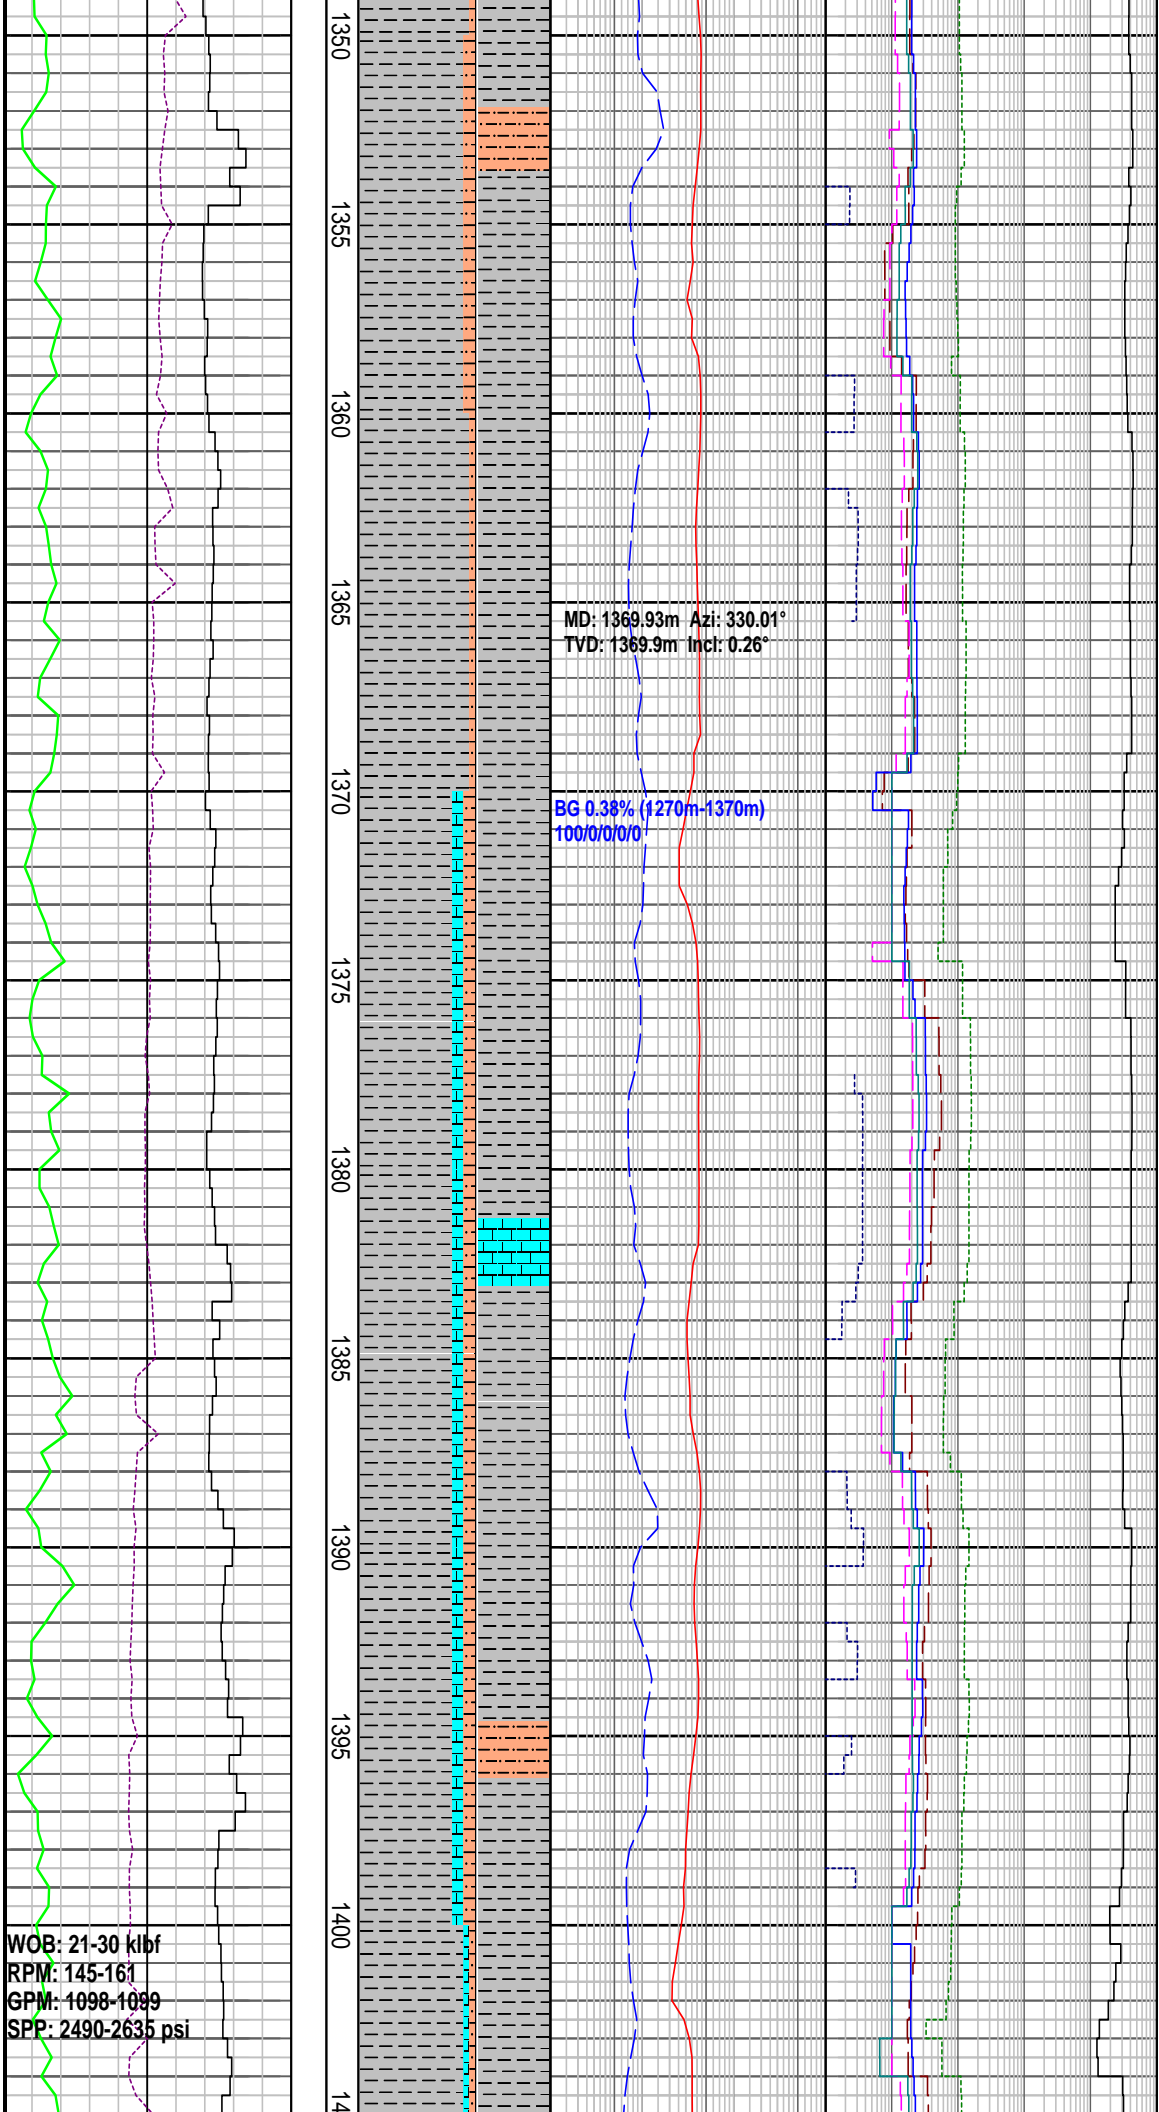 1350
1355
1360
1365
MD: 1369.93m Azi: 330.01°
TVD: 1369.9m Incl: 0.26°
1370
BG 0.38% (1270m-1370m)
100/0/0/0/0
1375
1380
1385
1390
1395
1400
WOB: 21-30 klbf
RPM: 145-161
GPM: 1098-1099
SPP: 2490-2635 psi